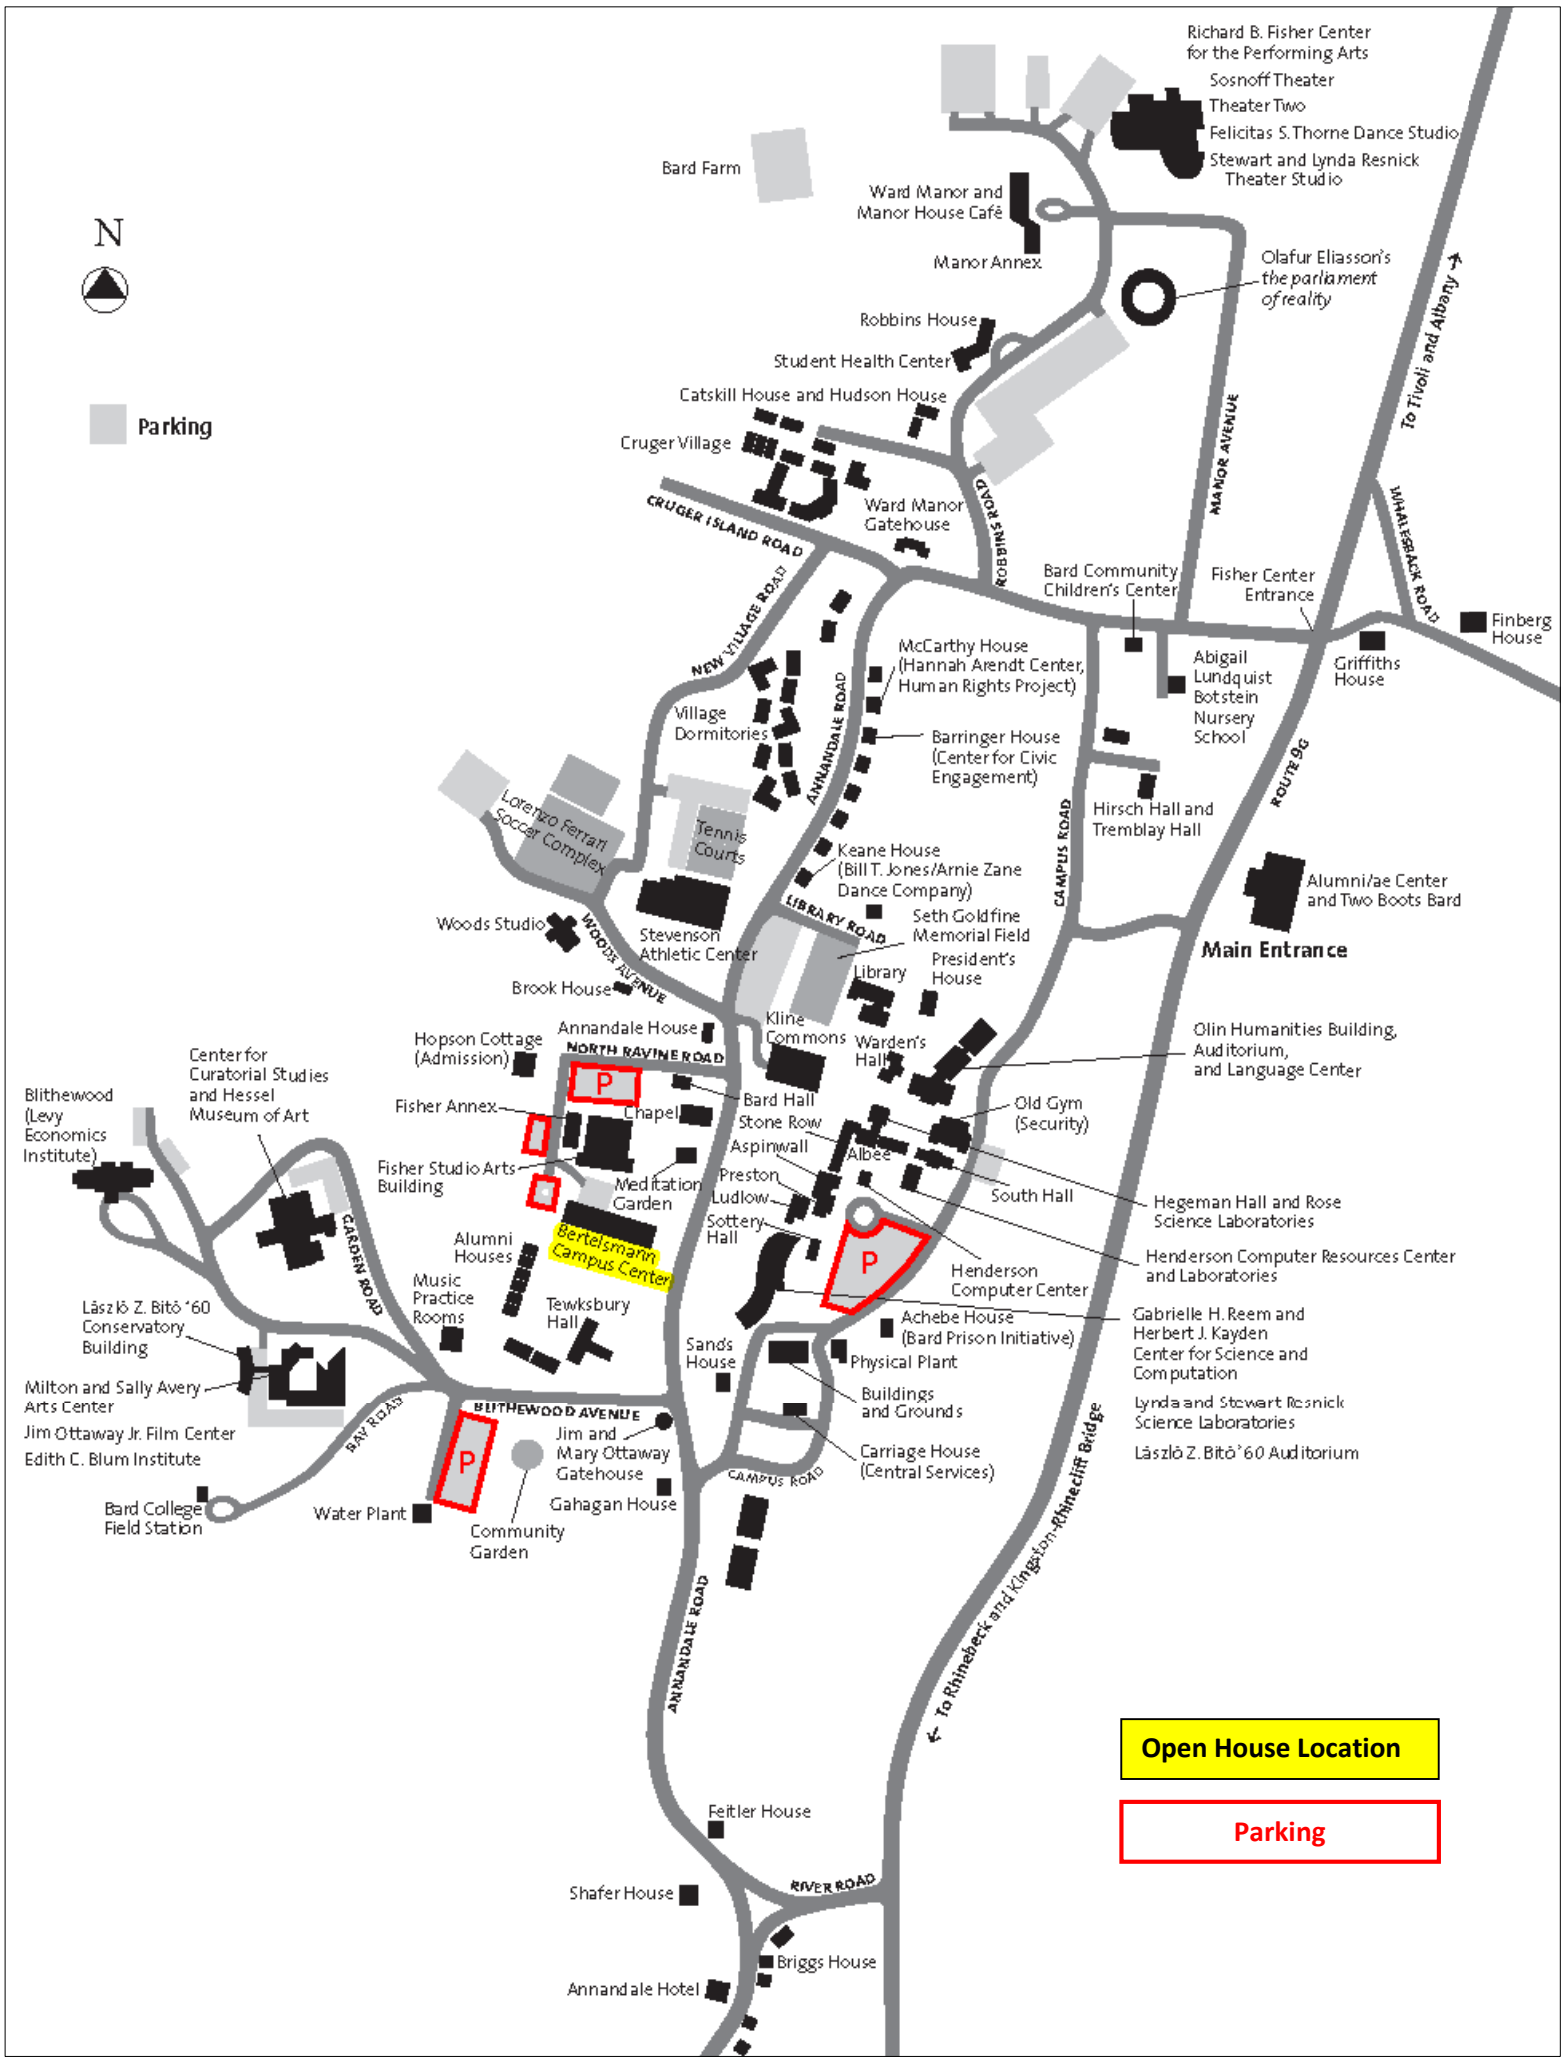 Richard B. Fisher Center
for the Performing Arts
Sosnoff Theater
Theater Two
Felicitas S. Thorne Dance Studio
Stewart and Lynda Resnick
Theater Studio
Bard Farm
Ward Manor and
Manor House Café
Manor Annex
N
Olafur Eliasson's
the parliament
of reality
To Tivoli and Albany
Robbins House
Student Health Center
Catskill House and Hudson House
Parking
Cruger Village
MANOR AVENUE
CRUGER ISLAND ROAD
Ward Manor
Gatehouse
ROBBINS ROAD
WHALESBACK ROAD
Bard Community
Children's Center
Fisher Center
Entrance
NEW VILLAGE ROAD
Finberg
House
Griffiths
House
McCarthy House
(Hannah Arendt Center,
Human Rights Project)
Abigail
Lundquist
Botstein
Nursery
School
Village
Dormitories
ANNANDALE ROAD
Barringer House
(Center for Civic
Engagement)
ROUTE 9G
Lorenzo Ferrari
Soccer Complex
Tennis
Courts
Hirsch Hall and
Tremblay Hall
CAMPUS ROAD
Keane House
(Bill T. Jones/Arnie Zane
Dance Company)
Alumni/ae Center
and Two Boots Bard
LIBRARY ROAD
Seth Goldfine
Memorial Field
Woods Studio
WOODS AVENUE
Stevenson
Athletic Center
Main Entrance
Library
President's
House
Brook House
Annandale House
Kline
Commons
Hopson Cottage
(Admission)
NORTH RAVINE ROAD
Warden's
Hall
Olin Humanities Building,
Auditorium,
and Language Center
Center for
Curatorial Studies
and Hessel
Museum of Art
Blithewood
(Levy
Economics
Institute)
P
Fisher Annex
Chapel
Bard Hall
Stone Row
Aspinwall
Albee
Old Gym
(Security)
Fisher Studio Arts
Building
Meditation
Garden
Preston
Ludlow
Sottery
Hall
South Hall
Hegeman Hall and Rose
Science Laboratories
Alumni
Houses
Bertelsmann
Campus Center
P
Henderson
Computer Center
Henderson Computer Resources Center
and Laboratories
GARDEN ROAD
Music
Practice
Rooms
Tewksbury
Hall
László Z. Bitó '60
Conservatory
Building
Achebe House
(Bard Prison Initiative)
Gabrielle H. Reem and
Herbert J. Kayden
Center for Science and
Computation
Sands
House
Physical Plant
Milton and Sally Avery
Arts Center
Buildings
and Grounds
Lynda and Stewart Resnick
Science Laboratories
Jim Ottaway Jr. Film Center
BAY ROAD
BLITHEWOOD AVENUE
Jim and
Mary Ottaway
Gatehouse
Carriage House
(Central Services)
László Z. Bitó '60 Auditorium
Edith C. Blum Institute
P
CAMPUS ROAD
Gahagan House
Bard College
Field Station
Water Plant
Community
Garden
To Rhinebeck and Kingston-Rhinecliff Bridge
ANNANDALE ROAD
Open House Location
Parking
Feitler House
RIVER ROAD
Shafer House
Briggs House
Annandale Hotel